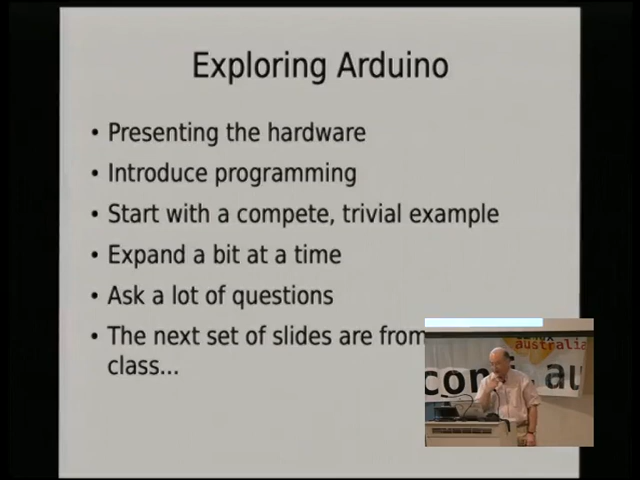 Exploring Arduino
• Presenting the hardware
• Introduce programming
• Start with a compete, trivial example
• Expand a bit at a time
• Ask a lot of questions
• The next set of slides are from
class...
australia
conf.au